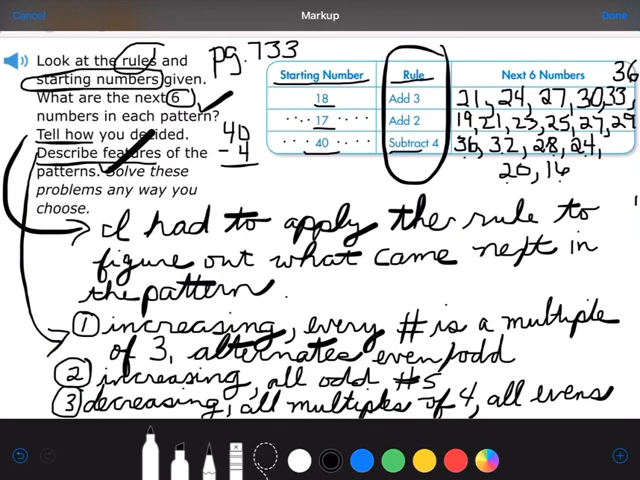 Cancel Markup Done
Look at the rules and
starting numbers given.
What are the next 6
numbers in each pattern?
Tell how you decided.
Describe features of the
patterns. Solve these
problems any way you
choose.
pg. 733
40
- 4
Starting Number Rule Next 6 Numbers
18 Add 3 21, 24, 27, 30, 33, 36
17 Add 2 19, 21, 23, 25, 27, 29
40 Subtract 4 36, 32, 28, 24,
20, 16
I had to apply the rule to
figure out what came next in
the pattern.
1 increasing, every # is a multiple
of 3, alternates even/odd
2 increasing, all odd #s
3 decreasing, all multiples of 4, all evens